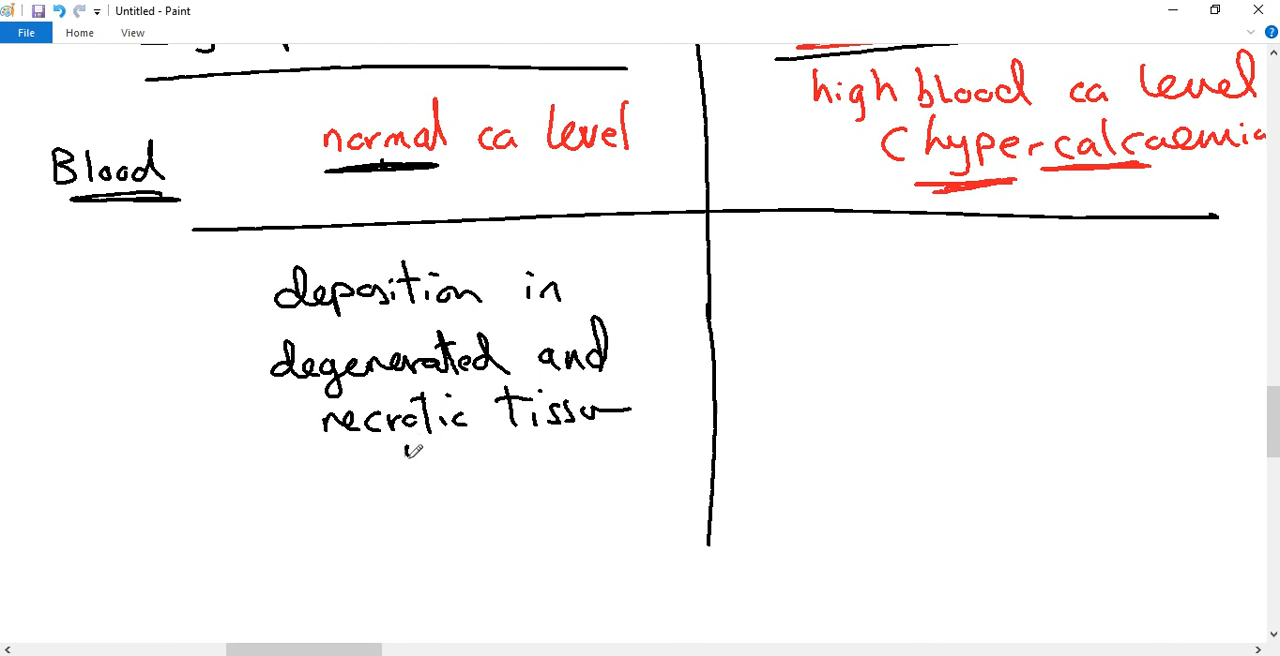 Untitled - Paint
File Home View
high blood ca level
normal ca level
C hyper calcaemia
Blood
deposition in
degenerated and
necrotic tissu